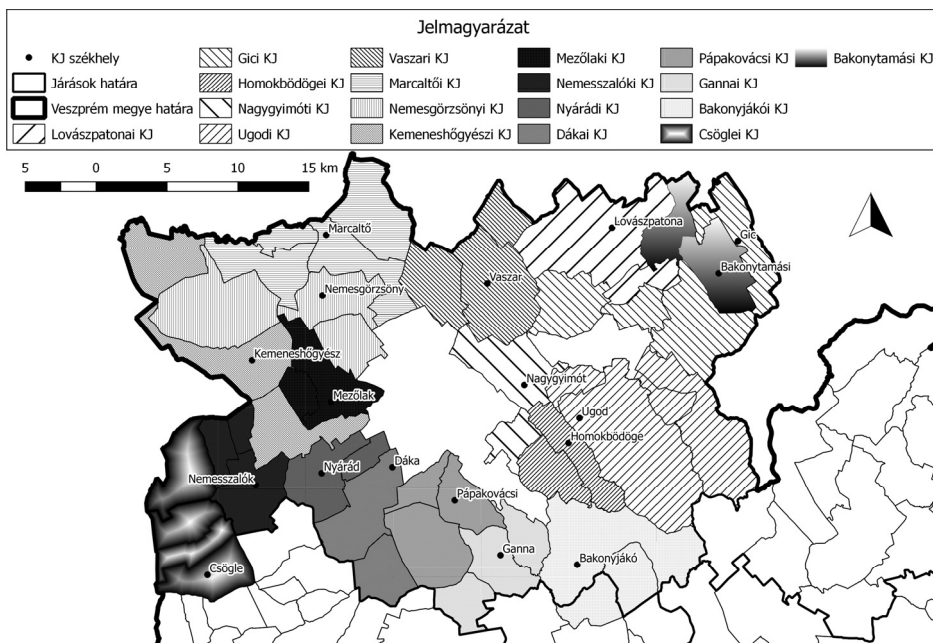 Jelmagyarázat
KJ székhely
Gici KJ
Vaszari KJ
Mezőlaki KJ
Pápakovácsi KJ
Bakonytamási KJ
Járások határa
Homokbödögei KJ
Marcaltői KJ
Nemesszalóki KJ
Gannai KJ
Veszprém megye határa
Nagygyimóti KJ
Nemesgörzsönyi KJ
Nyárádi KJ
Bakonyjákói KJ
Lovászpatonai KJ
Ugodi KJ
Kemeneshőgyészi KJ
Dákai KJ
Csöglei KJ
5 0 5 10 15 km
Marcaltő
Lovászpatona
Gic
Bakonytamási
Vaszar
Nemesgörzsöny
Kemeneshőgyész
Nagygyimót
Mezőlak
Ugod
Homokbödöge
Dáka
Nyárád
Nemesszalók
Pápakovácsi
Ganna
Bakonyjákó
Csögle